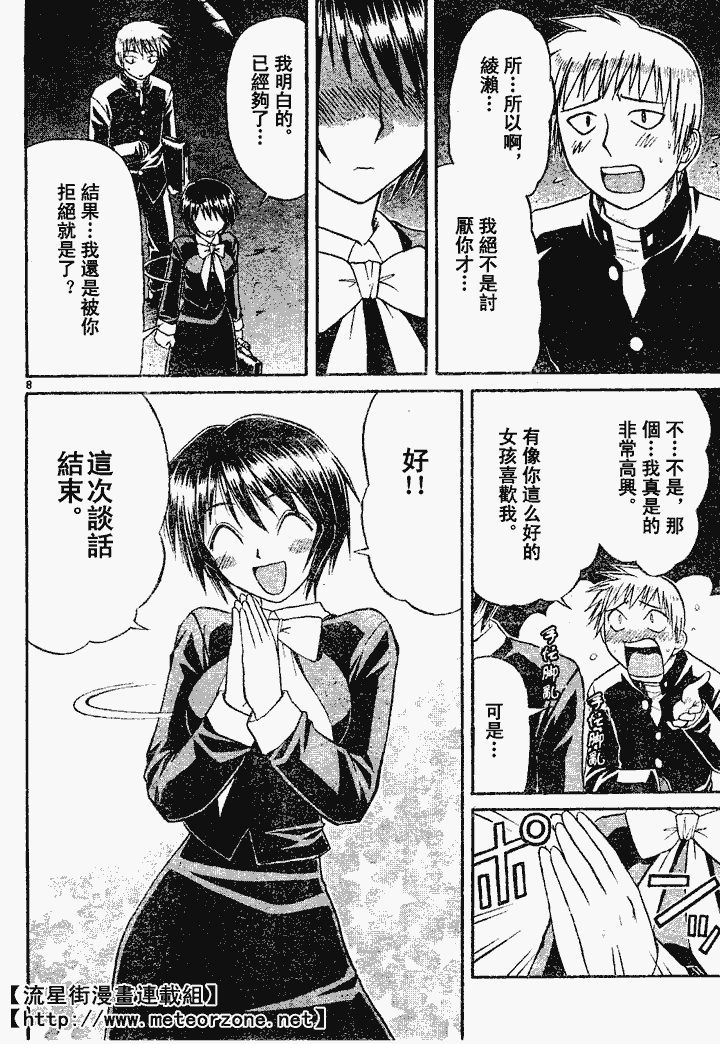 所…所以啊，
綾瀨…
我絕不是討
厭你才…
我明白的。
已經夠了…
結果…我還是被你
拒絕就是了？
不…不是，那
個…我真是的
非常高興。
有像你這么好的
女孩喜歡我。
手忙腳亂
手忙腳亂
可是…
ポーン
好!!
這次談話
結束。
8
【流星街漫畫連載組】
【http://www.meteorzone.net】